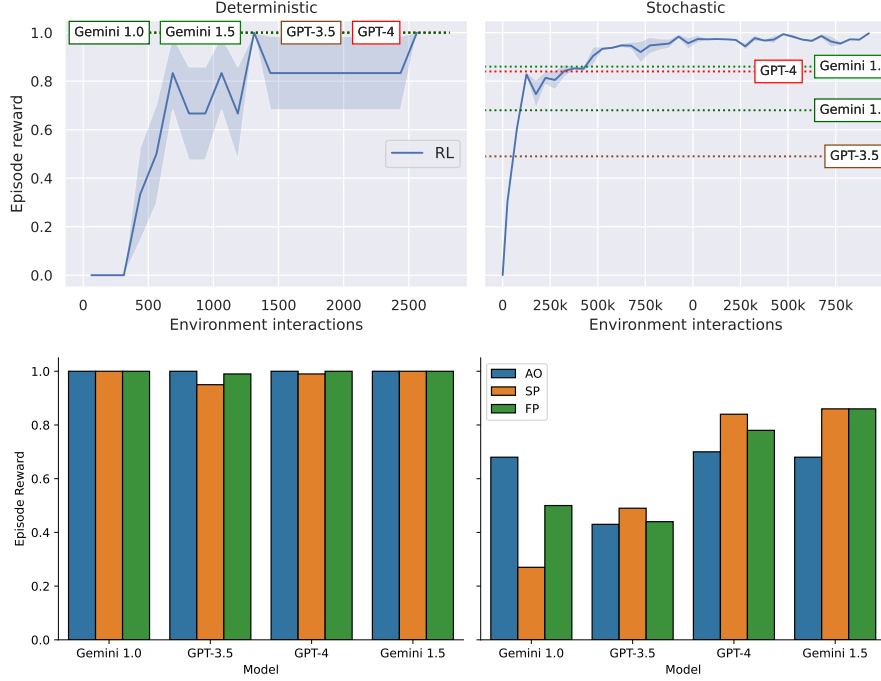 Deterministic
Stochastic
Episode reward
1.0
0.8
0.6
0.4
0.2
0.0
Gemini 1.0
Gemini 1.5
GPT-3.5
GPT-4
RL
0 500 1000 1500 2000 2500
Environment interactions
GPT-4
Gemini 1.
Gemini 1.
GPT-3.5
0 250k 500k 750k 0 250k 500k 750k
Environment interactions
Episode Reward
1.0
0.8
0.6
0.4
0.2
0.0
Gemini 1.0 GPT-3.5 GPT-4 Gemini 1.5
Model
AO
SP
FP
Gemini 1.0 GPT-3.5 GPT-4 Gemini 1.5
Model